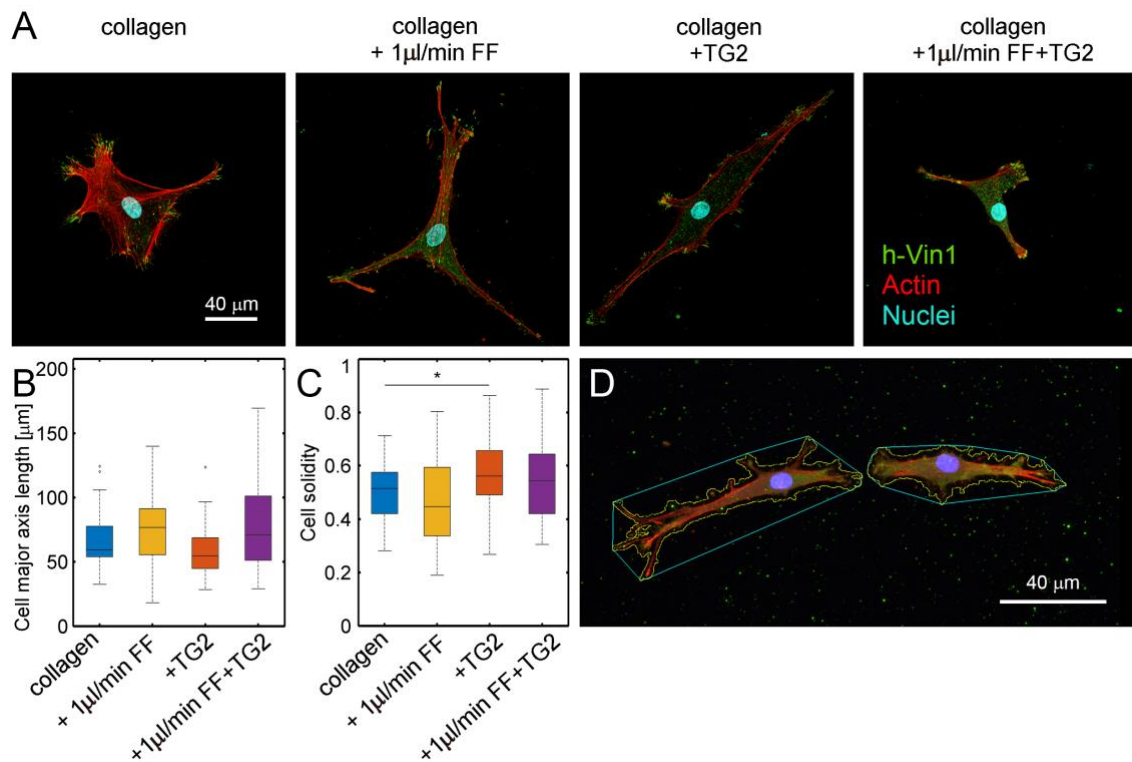 A
collagen
collagen
+ 1μl/min FF
collagen
+TG2
collagen
+1μl/min FF+TG2
40 μm
h-Vin1
Actin
Nuclei
B
Cell major axis length [μm]
200
150
100
50
0
collagen
+ 1μl/min FF
+TG2
+1μl/min FF+TG2
C
Cell solidity
1
0.8
0.6
0.4
0.2
0
*
collagen
+ 1μl/min FF
+TG2
+1μl/min FF+TG2
D
40 μm